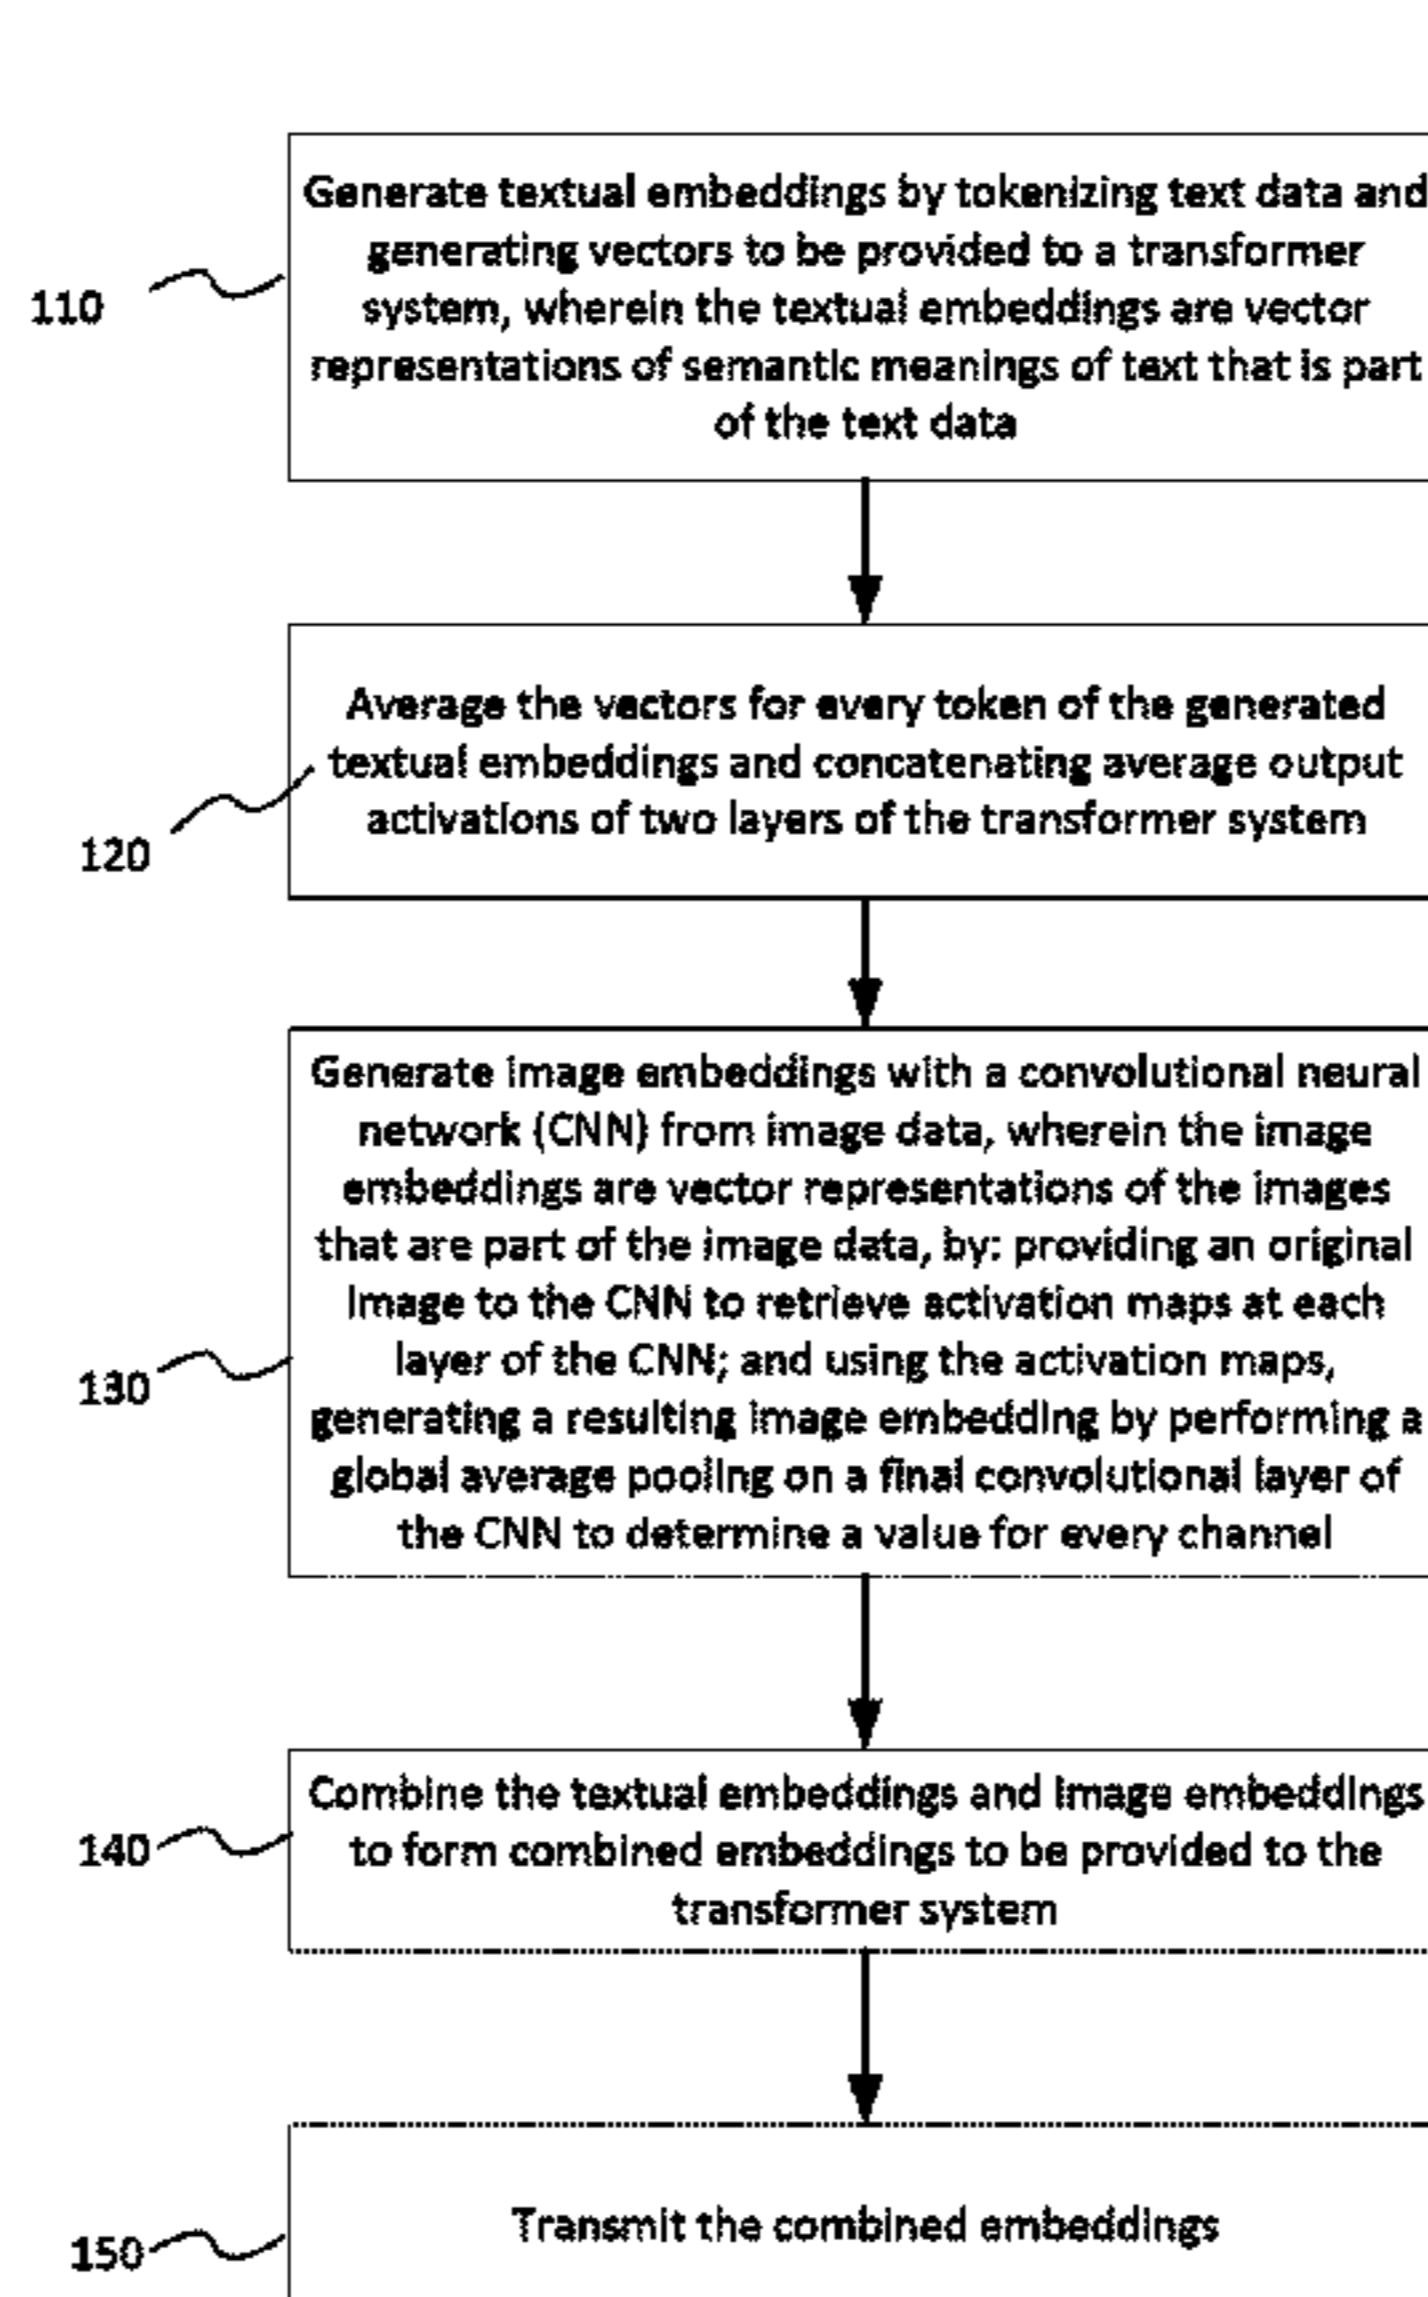 Generate textual embeddings by tokenizing text data and
generating vectors to be provided to a transformer
system, wherein the textual embeddings are vector
representations of semantic meanings of text that is part
of the text data
110
Average the vectors for every token of the generated
textual embeddings and concatenating average output
activations of two layers of the transformer system
120
Generate image embeddings with a convolutional neural
network (CNN) from image data, wherein the image
embeddings are vector representations of the images
that are part of the image data, by: providing an original
image to the CNN to retrieve activation maps at each
layer of the CNN; and using the activation maps,
generating a resulting image embedding by performing a
global average pooling on a final convolutional layer of
the CNN to determine a value for every channel
130
Combine the textual embeddings and image embeddings
to form combined embeddings to be provided to the
transformer system
140
Transmit the combined embeddings
150